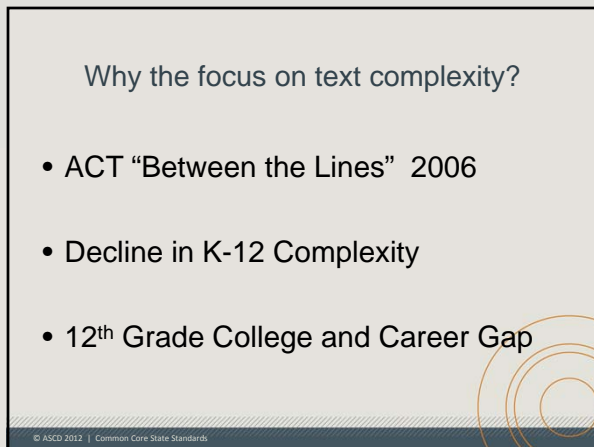 Why the focus on text complexity?
• ACT “Between the Lines” 2006
• Decline in K-12 Complexity
• 12th Grade College and Career Gap
© ASCD 2012 | Common Core State Standards